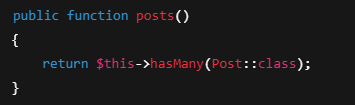 public function posts()
{
    return $this->hasMany(Post::class);
}